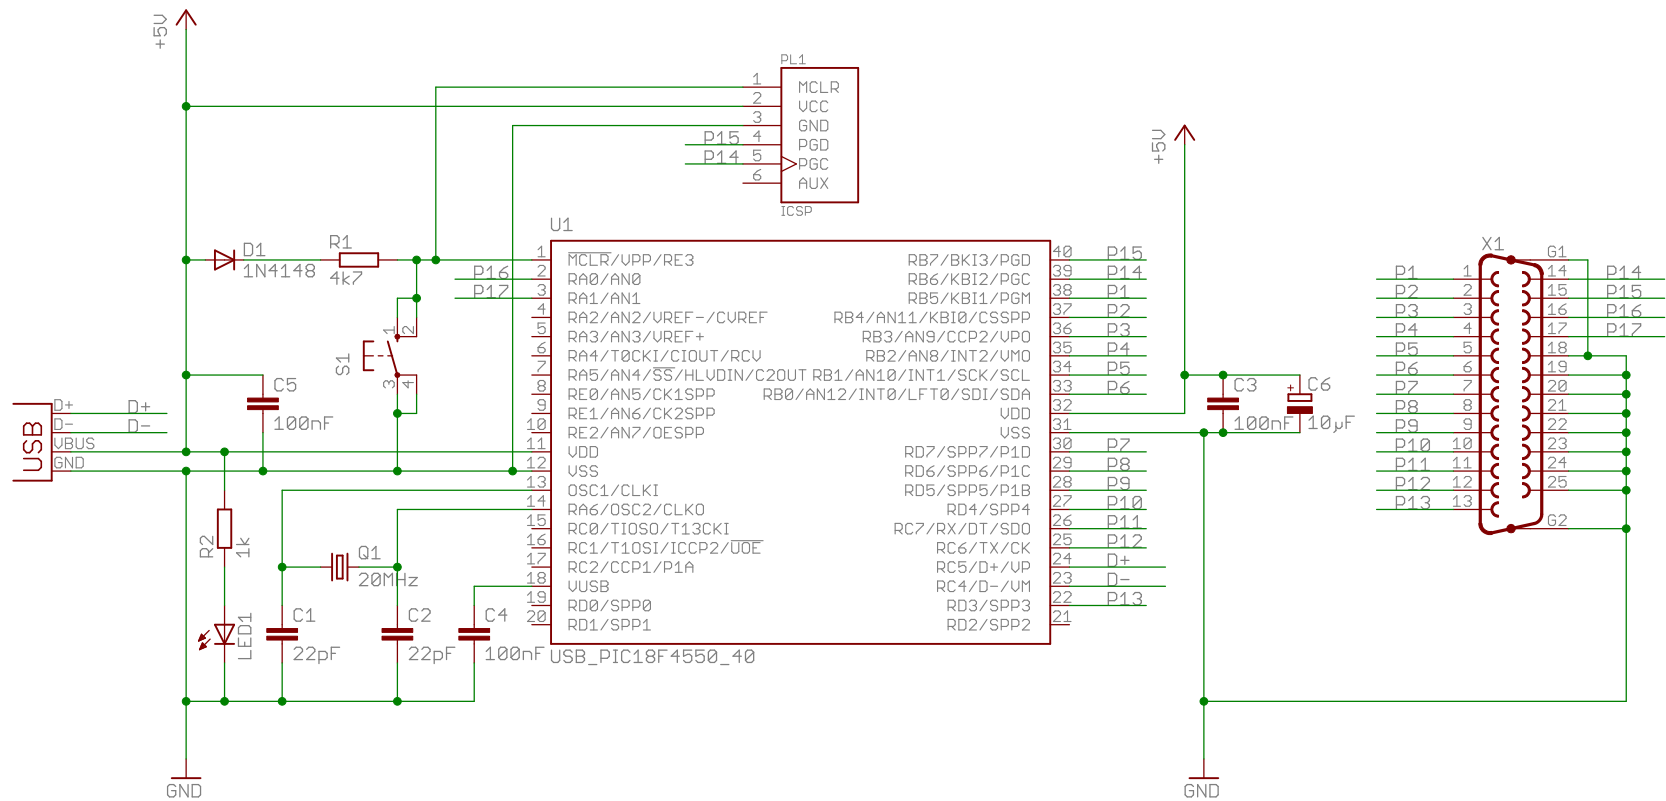 +5V
PL1
1 MCLR
2 VCC
3 GND
P15 4 PGD
P14 5 PGC
6 AUX
ICSP
+5V
U1
D1
1N4148
R1
4k7
1 MCLR/VPP/RE3
P16 2 RA0/AN0
P17 3 RA1/AN1
4 RA2/AN2/VREF-/CVREF
5 RA3/AN3/VREF+
6 RA4/T0CKI/C1OUT/RCV
7 RA5/AN4/SS/HLVDIN/C2OUT
8 RE0/AN5/CK1SPP
9 RE1/AN6/CK2SPP
10 RE2/AN7/OESPP
11 VDD
12 VSS
13 OSC1/CLKI
14 RA6/OSC2/CLKO
15 RC0/T1OSO/T13CKI
16 RC1/T1OSI/ICCP2/UOE
17 RC2/CCP1/P1A
18 VUSB
19 RD0/SPP0
20 RD1/SPP1
RB7/BKI3/PGD 40 P15
RB6/KBI2/PGC 39 P14
RB5/KBI1/PGM 38 P1
RB4/AN11/KBI0/CSSPP 37 P2
RB3/AN9/CCP2/VPO 36 P3
RB2/AN8/INT2/VMO 35 P4
RB1/AN10/INT1/SCK/SCL 34 P5
RB0/AN12/INT0/LFT0/SDI/SDA 33 P6
VDD 32
VSS 31
RD7/SPP7/P1D 30 P7
RD6/SPP6/P1C 29 P8
RD5/SPP5/P1B 28 P9
RD4/SPP4 27 P10
RC7/RX/DT/SDO 26 P11
RC6/TX/CK 25 P12
RC5/D+/VP 24 D+
RC4/D-/VM 23 D-
RD3/SPP3 22 P13
RD2/SPP2 21
USB_PIC18F4550_40
S1
1 2
3 4
C5
100nF
USB
D+ D+
D- D-
VBUS
GND
R2
1k
LED1
Q1
20MHz
C1
22pF
C2
22pF
C4
100nF
GND
C3
100nF
+
C6
10µF
GND
X1
G1
P1 1 14 P14
P2 2 15 P15
P3 3 16 P16
P4 4 17 P17
P5 5 18
P6 6 19
P7 7 20
P8 8 21
P9 9 22
P10 10 23
P11 11 24
P12 12 25
P13 13
G2